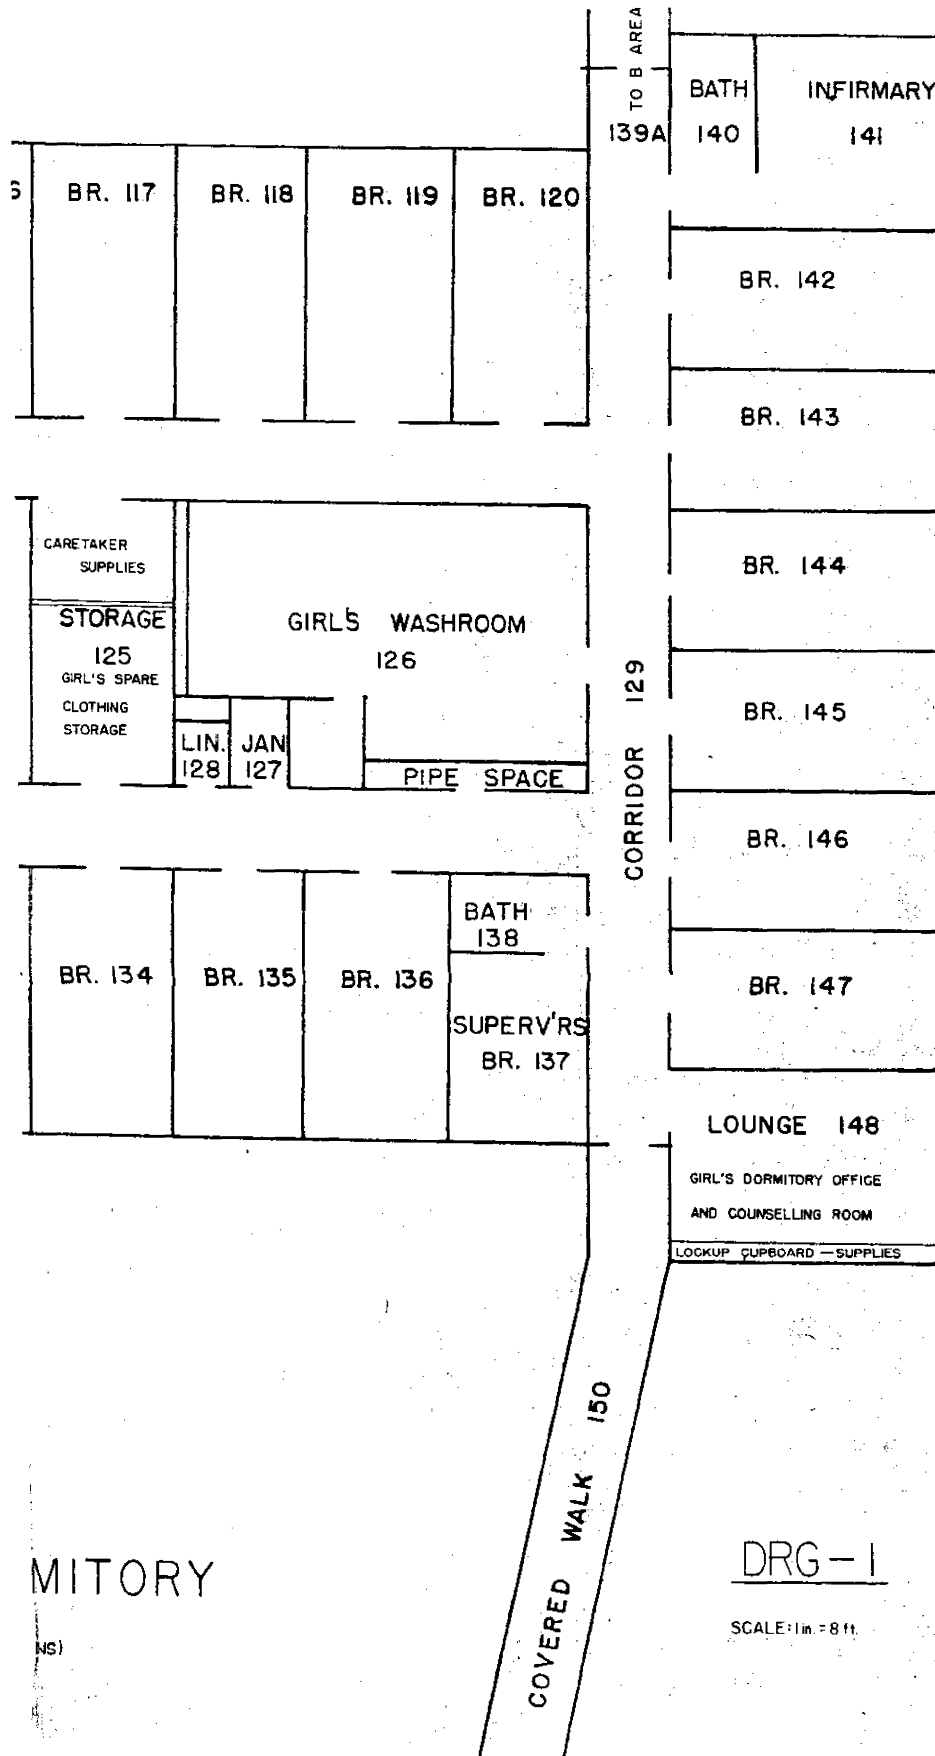 TO B AREA
139A
BATH
140
INFIRMARY
141
6
BR. 117
BR. 118
BR. 119
BR. 120
BR. 142
BR. 143
CARETAKER
SUPPLIES
STORAGE
125
GIRL'S SPARE
CLOTHING
STORAGE
GIRL'S WASHROOM
126
LIN.
128
JAN
127
PIPE SPACE
CORRIDOR 129
BR. 144
BR. 145
BR. 146
BR. 147
BR. 134
BR. 135
BR. 136
BATH
138
SUPERV'RS
BR. 137
LOUNGE 148
GIRL'S DORMITORY OFFICE
AND COUNSELLING ROOM
LOCKUP CUPBOARD — SUPPLIES
COVERED WALK 150
MITORY
NS)
DRG-1
SCALE: 1 in. = 8 ft.